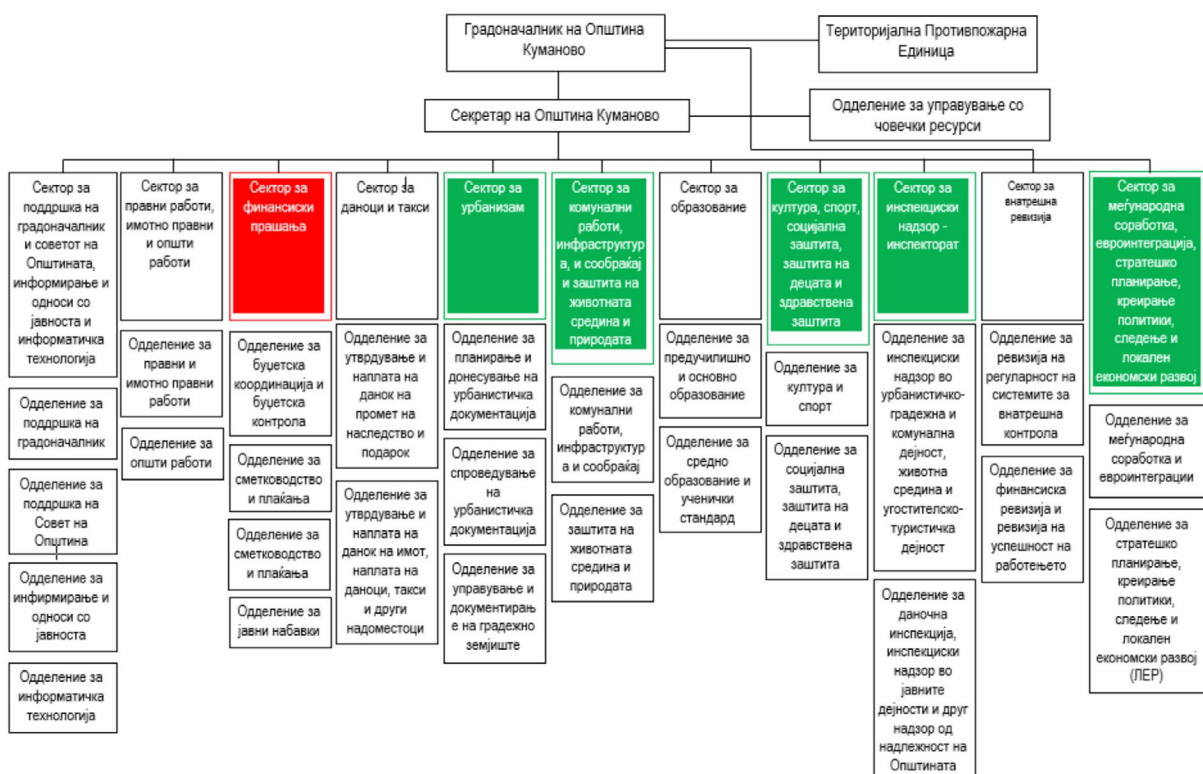 Градоначалник на Општина
Куманово
Територијална Противпожарна
Единица
Секретар на Општина Куманово
Одделение за управување со
човечки ресурси
Сектор за
поддршка на
градоначалник
и советот на
Општината,
информирање и
односи со
јавноста и
информатичка
технологија
Одделение за
поддршка на
градоначалник
Одделение за
поддршка на
Совет на
Општина
Одделение за
инфирмирање и
односи со
јавноста
Одделение за
информатичка
технологија
Сектор за
правни работи,
имотно правни
и општи
работи
Одделение за
правни и
имотно правни
работи
Одделение за
општи работи
Сектор за
финансиски
прашања
Одделение за
буџетска
координација и
буџетска
контрола
Одделение за
сметководство
и плаќања
Одделение за
сметководство
и плаќања
Одделение за
јавни набавки
Сектор за
даноци и такси
Одделение за
утврдување и
наплата на
данок на
промет на
наследство и
подарок
Одделение за
утврдување и
наплата на
данок на имот,
наплата на
даноци, такси
и други
надоместоци
Сектор за
урбанизам
Одделение за
планирање и
донесување на
урбанистичка
документација
Одделение за
спроведување
на
урбанистичка
документација
Одделение за
управување и
документирањ
е на градежно
земјиште
Сектор за
комунални
работи,
инфраструктур
а, и сообраќај
и заштита на
животната
средина и
природата
Одделение за
комунални
работи,
инфраструктур
а и сообраќај
Одделение за
заштита на
животната
средина и
природата
Сектор за
образование
Одделение за
предучилишно
и основно
образование
Одделение за
средно
образование и
ученички
стандард
Сектор за
култура, спорт,
социјална
заштита,
заштита на
децата и
здравствена
заштита
Одделение за
култура и
спорт
Одделение за
социјална
заштита,
заштита на
децата и
здравствена
заштита
Сектор за
инспекциски
надзор -
инспекторат
Одделение за
инспекциски
надзор во
урбанистичко-
градежна и
комунална
дејност,
животна
средина и
угостителско-
туристичка
дејност
Одделение за
даночна
инспекција,
инспекциски
надзор во
јавните
дејности и друг
надзор од
надлежност на
Општината
Сектор за
внатрешна
ревизија
Одделение за
ревизија на
регуларност на
системите за
внатрешна
контрола
Одделение за
финансиска
ревизија и
ревизија на
успешност на
работењето
Сектор за
меѓународна
соработка,
евроинтеграција,
стратешко
планирање,
креирање
политики,
следење и
локален
економски развој
Одделение за
меѓународна
соработка и
евроинтеграции
Одделение за
стратешко
планирање,
креирање
политики,
следење и
локален
економски развој
(ЛЕР)